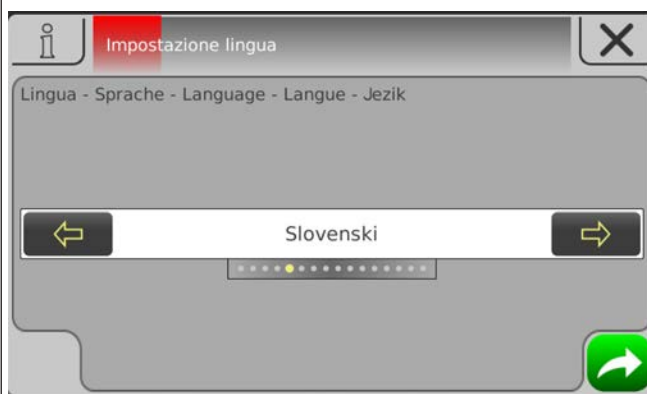 Impostazione lingua
Lingua - Sprache - Language - Langue - Jezik
Slovenski